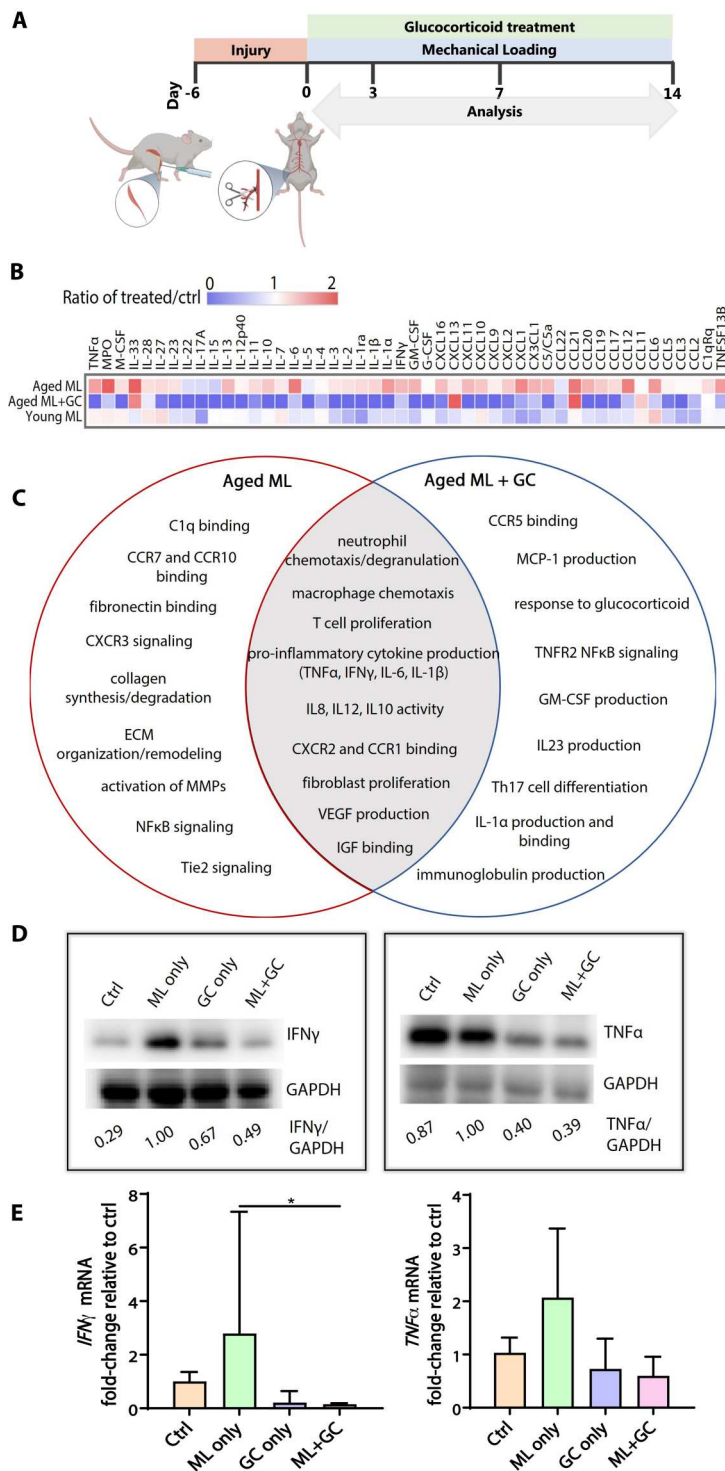 A
Glucocorticoid treatment
Injury
Mechanical Loading
Day
-6
0
3
7
14
Analysis
B
Ratio of treated/ctrl
0
1
2
TNFα
MPO
M-CSF
IL-33
IL-28
IL-27
IL-23
IL-22
IL-17A
IL-15
IL-13
IL-12p40
IL-11
IL-10
IL-7
IL-6
IL-5
IL-4
IL-3
IL-2
IL-1ra
IL-1β
IL-1α
IFNγ
GM-CSF
G-CSF
CXCL16
CXCL13
CXCL11
CXCL10
CXCL9
CXCL2
CXCL1
CX3CL1
C5/C5a
CCL22
CCL21
CCL20
CCL19
CCL17
CCL12
CCL11
CCL6
CCL5
CCL3
CCL2
C1qRq
TNFSF13B
Aged ML
Aged ML+GC
Young ML
C
Aged ML
Aged ML + GC
C1q binding
CCR7 and CCR10
binding
fibronectin binding
CXCR3 signaling
collagen
synthesis/degradation
ECM
organization/remodeling
activation of MMPs
NFκB signaling
Tie2 signaling
neutrophil
chemotaxis/degranulation
macrophage chemotaxis
T cell proliferation
pro-inflammatory cytokine production
(TNFα, IFNγ, IL-6, IL-1β)
IL8, IL12, IL10 activity
CXCR2 and CCR1 binding
fibroblast proliferation
VEGF production
IGF binding
CCR5 binding
MCP-1 production
response to glucocorticoid
TNFR2 NFκB signaling
GM-CSF production
IL23 production
Th17 cell differentiation
IL-1α production and
binding
immunoglobulin production
D
Ctrl
ML only
GC only
ML+GC
IFNγ
GAPDH
0.29
1.00
0.67
0.49
IFNγ/
GAPDH
Ctrl
ML only
GC only
ML+GC
TNFα
GAPDH
0.87
1.00
0.40
0.39
TNFα/
GAPDH
E
IFNγ mRNA
fold-change relative to ctrl
8
6
4
2
0
*
Ctrl
ML only
GC only
ML+GC
TNFα mRNA
fold-change relative to ctrl
4
3
2
1
0
Ctrl
ML only
GC only
ML+GC